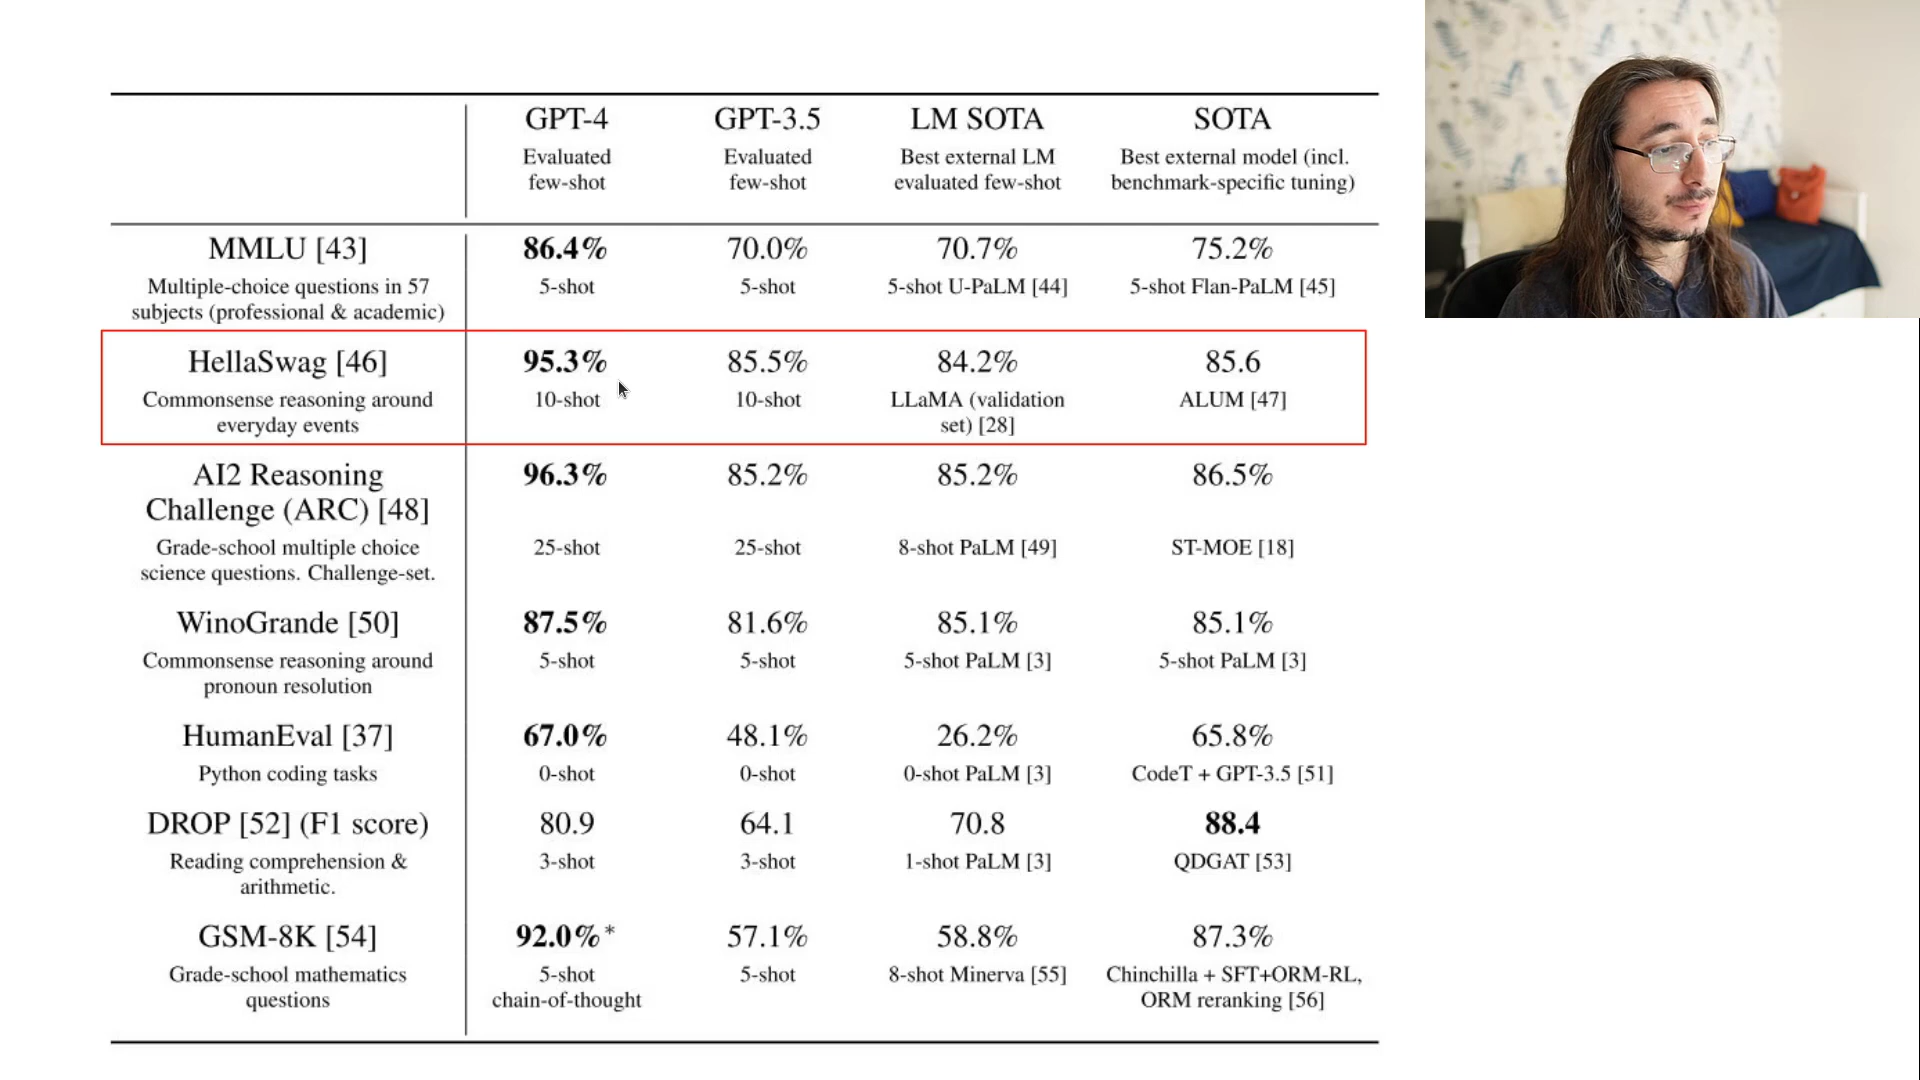 GPT-4 GPT-3.5 LM SOTA SOTA
Evaluated Evaluated Best external LM Best external model (incl.
few-shot few-shot evaluated few-shot benchmark-specific tuning)
MMLU [43] 86.4% 70.0% 70.7% 75.2%
Multiple-choice questions in 57 5-shot 5-shot 5-shot U-PaLM [44] 5-shot Flan-PaLM [45]
subjects (professional & academic)
HellaSwag [46] 95.3% 85.5% 84.2% 85.6
Commonsense reasoning around 10-shot 10-shot LLaMA (validation ALUM [47]
everyday events set) [28]
AI2 Reasoning 96.3% 85.2% 85.2% 86.5%
Challenge (ARC) [48]
Grade-school multiple choice 25-shot 25-shot 8-shot PaLM [49] ST-MOE [18]
science questions. Challenge-set.
WinoGrande [50] 87.5% 81.6% 85.1% 85.1%
Commonsense reasoning around 5-shot 5-shot 5-shot PaLM [3] 5-shot PaLM [3]
pronoun resolution
HumanEval [37] 67.0% 48.1% 26.2% 65.8%
Python coding tasks 0-shot 0-shot 0-shot PaLM [3] CodeT + GPT-3.5 [51]
DROP [52] (F1 score) 80.9 64.1 70.8 88.4
Reading comprehension & 3-shot 3-shot 1-shot PaLM [3] QDGAT [53]
arithmetic.
GSM-8K [54] 92.0%* 57.1% 58.8% 87.3%
Grade-school mathematics 5-shot 5-shot 8-shot Minerva [55] Chinchilla + SFT+ORM-RL,
questions chain-of-thought ORM reranking [56]